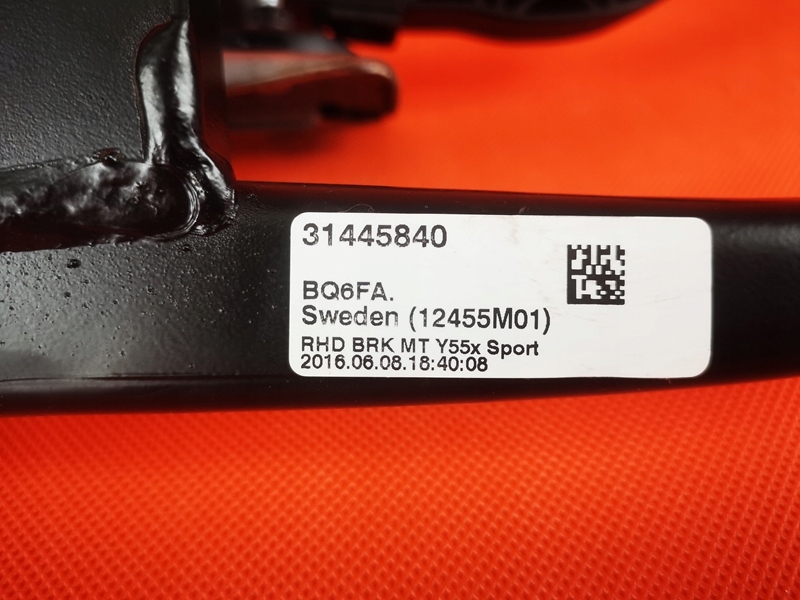 31445840
BQ6FA.
Sweden (12455M01)
RHD BRK MT Y55x Sport
2016.06.08.18:40:08